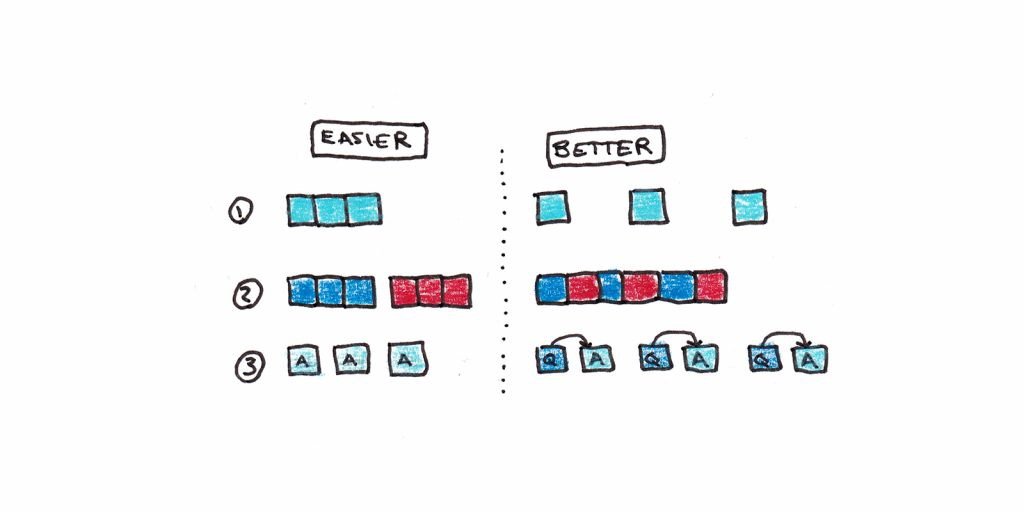 EASIER
BETTER
1
2
3 A A A Q A Q A Q A